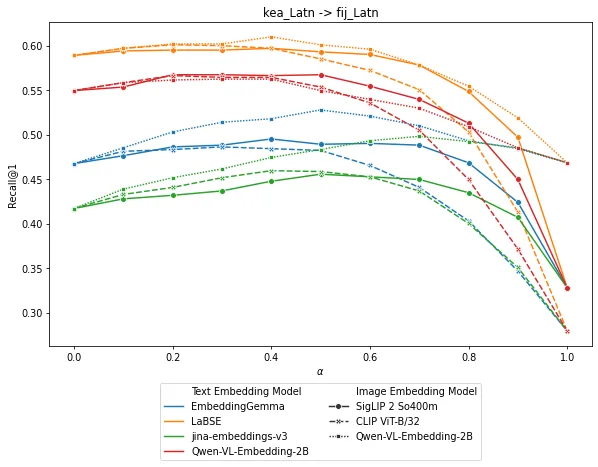 kea_Latn -> fij_Latn
Recall@1
0.60
0.55
0.50
0.45
0.40
0.35
0.30
0.0
0.2
0.4
0.6
0.8
1.0
α
Text Embedding Model
EmbeddingGemma
LaBSE
jina-embeddings-v3
Qwen-VL-Embedding-2B
Image Embedding Model
SigLIP 2 So400m
CLIP ViT-B/32
Qwen-VL-Embedding-2B